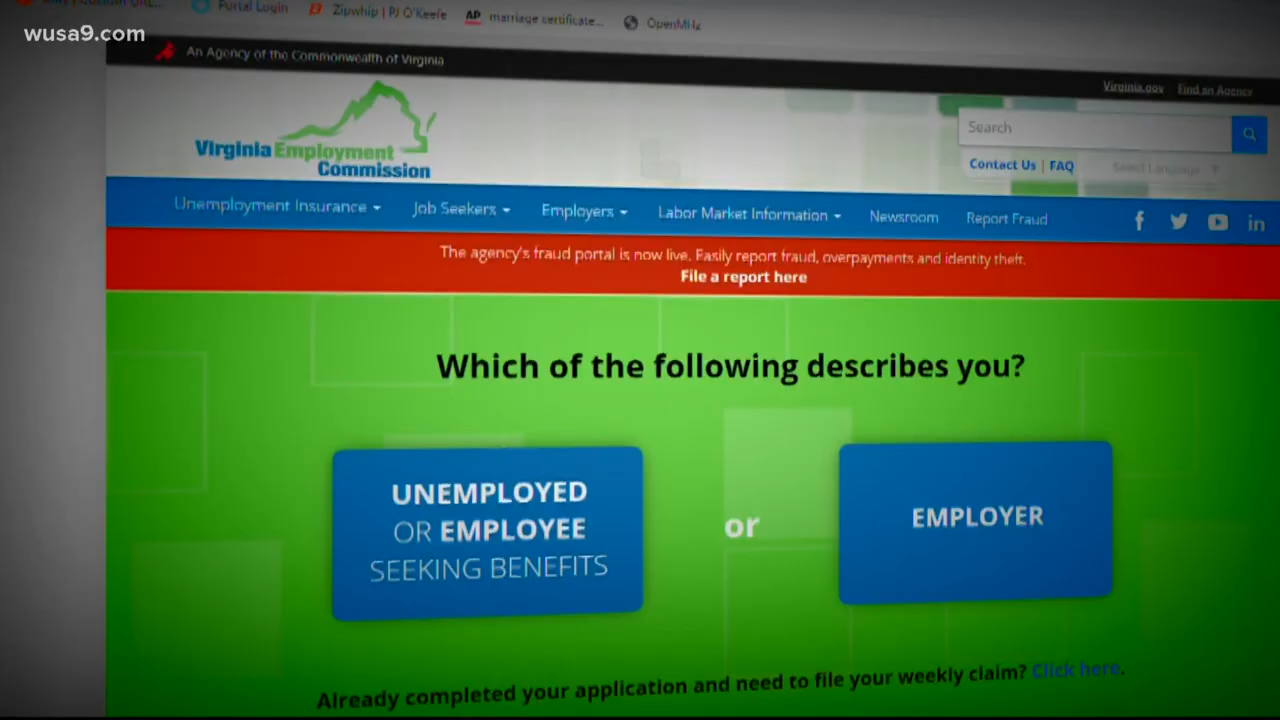 wusa9.com
Portal Login
Zipwhip | PJ O'Keefe
AP marriage certificate...
OpenMHz
An Agency of the Commonwealth of Virginia
Virginia.gov
Find an Agency
Virginia Employment
Commission
Search
Contact Us | FAQ
Select Language
Unemployment Insurance
Job Seekers
Employers
Labor Market Information
Newsroom
Report Fraud
The agency's fraud portal is now live. Easily report fraud, overpayments and identity theft.
File a report here
Which of the following describes you?
UNEMPLOYED
OR EMPLOYEE
SEEKING BENEFITS
or
EMPLOYER
Already completed your application and need to file your weekly claim? Click here.